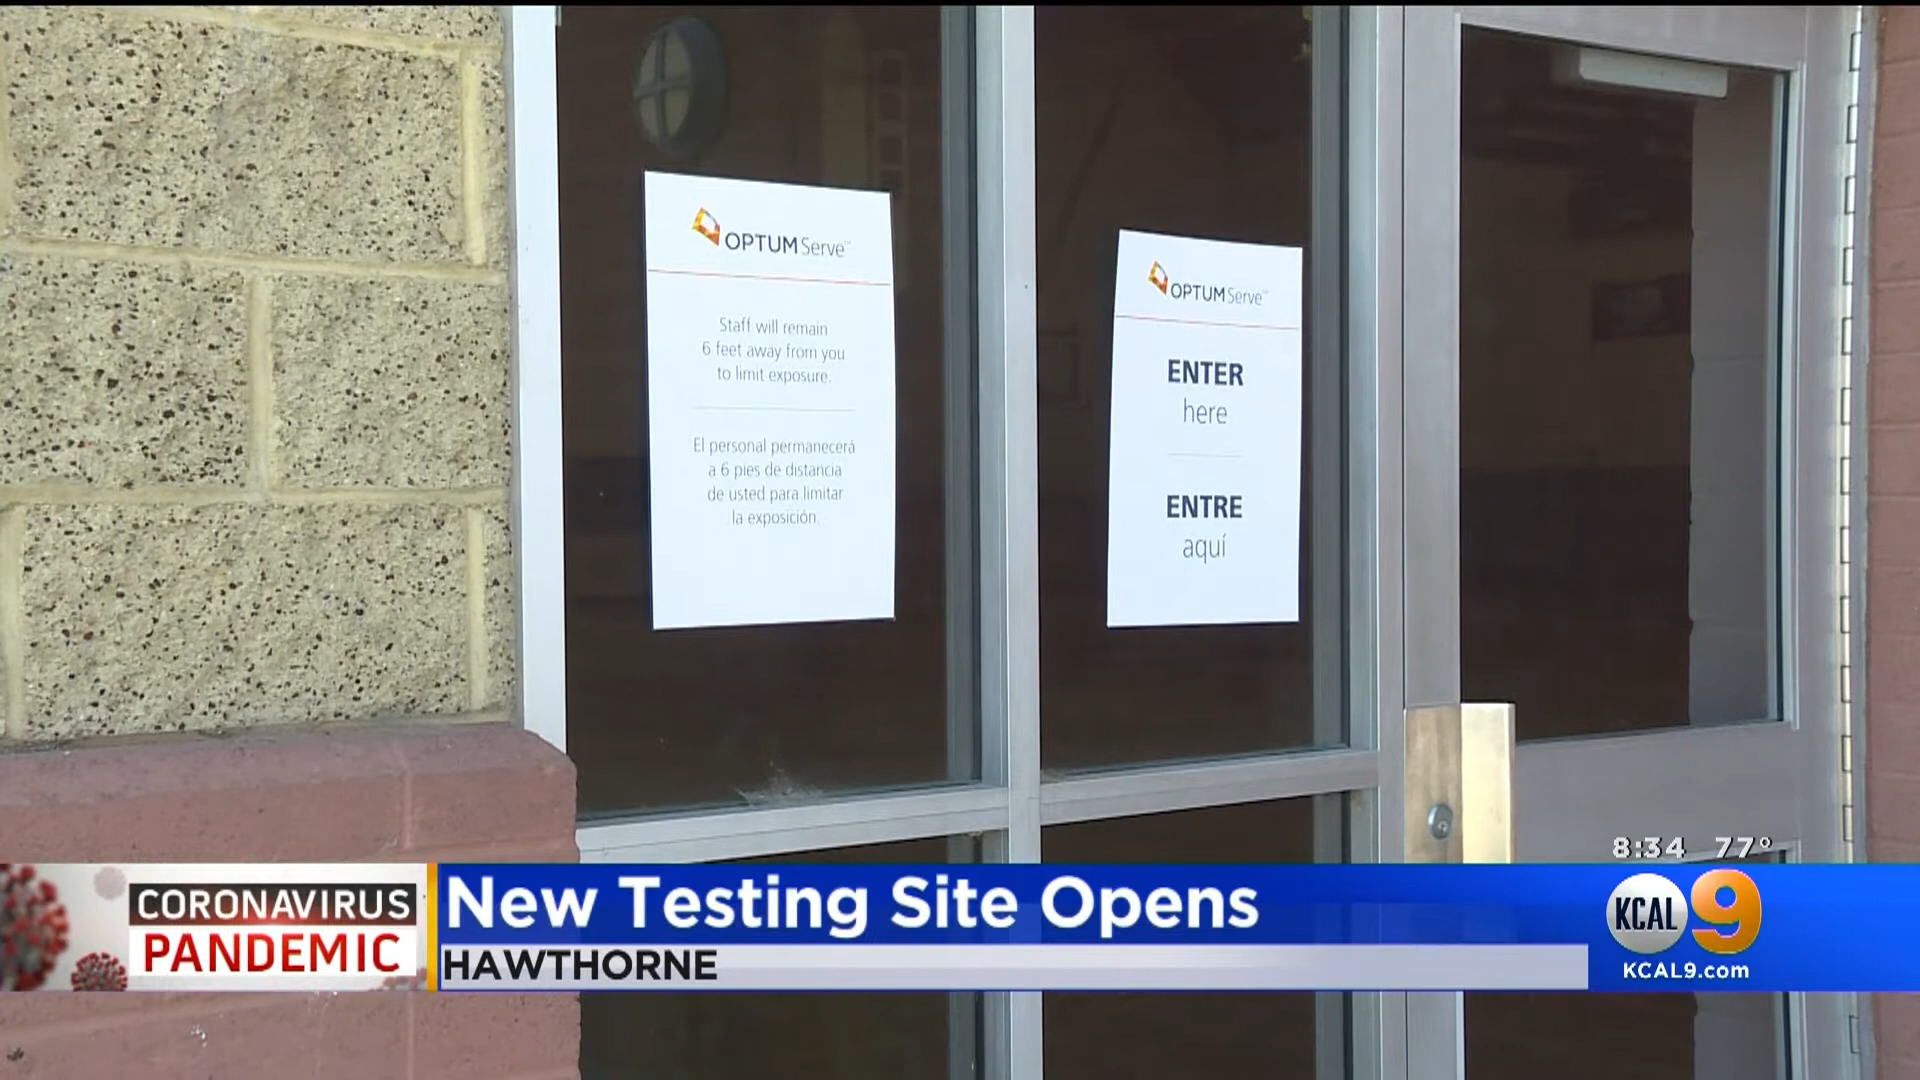 OPTUM Serve™
Staff will remain
6 feet away from you
to limit exposure.
El personal permanecerá
a 6 pies de distancia
de usted para limitar
la exposición.
OPTUM Serve™
ENTER
here
ENTRE
aquí
8:34 77°
CORONAVIRUS
PANDEMIC
New Testing Site Opens
HAWTHORNE
KCAL 9
KCAL9.com